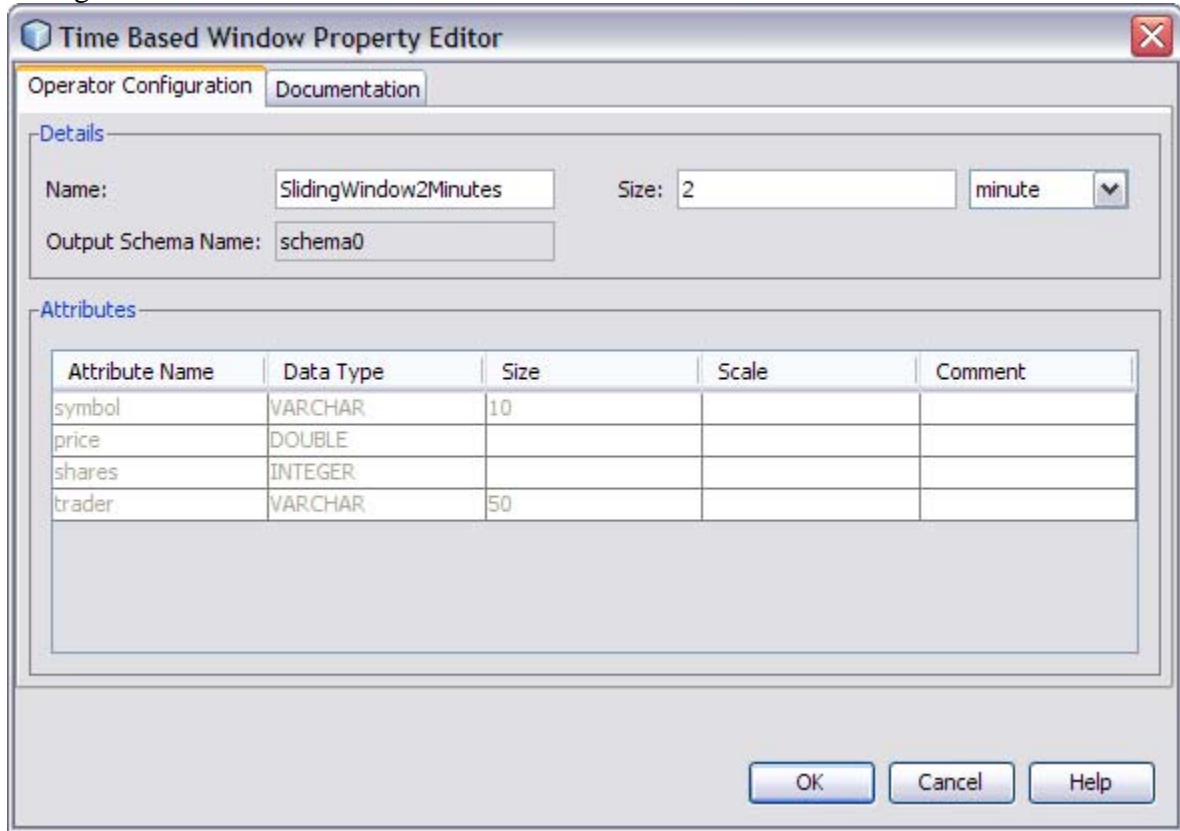 Time Based Window Property Editor
Operator Configuration Documentation
Details
Name: SlidingWindow2Minutes Size: 2 minute
Output Schema Name: schema0
Attributes
Attribute Name Data Type Size Scale Comment
symbol VARCHAR 10
price DOUBLE
shares INTEGER
trader VARCHAR 50
OK Cancel Help